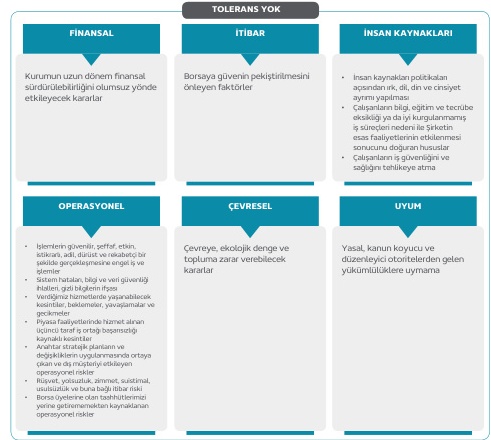 TOLERANS YOK
FİNANSAL
Kurumun uzun dönem finansal
sürdürülebilirliğini olumsuz yönde
etkileyecek kararlar
İTİBAR
Borsaya güvenin pekiştirilmesini
önleyen faktörler
İNSAN KAYNAKLARI
• İnsan kaynakları politikaları
açısından ırk, dil, din ve cinsiyet
ayrımı yapılması
• Çalışanların bilgi, eğitim ve tecrübe
eksikliği ya da iyi kurgulanmamış
iş süreçleri nedeni ile Şirketin
esas faaliyetlerinin etkilenmesi
sonucunu doğuran hususlar
• Çalışanların iş güvenliğini ve
sağlığını tehlikeye atma
OPERASYONEL
• İşlemlerin güvenilir, şeffaf, etkin,
istikrarlı, adil, dürüst ve rekabetçi bir
şekilde gerçekleşmesine engel iş ve
işlemler
• Sistem hataları, bilgi ve veri güvenliği
ihlalleri, gizli bilgilerin ifşası
• Verdiğimiz hizmetlerde yaşanabilecek
kesintiler, beklemeler, yavaşlamalar ve
gecikmeler
• Piyasa faaliyetlerinde hizmet alınan
üçüncü taraf iş ortağı başarısızlığı
kaynaklı kesintiler
• Anahtar stratejik planların ve
değişikliklerin uygulanmasında ortaya
çıkan ve dış müşteriyi etkileyen
operasyonel riskler
• Rüşvet, yolsuzluk, zimmet, suistimal,
usulsüzlük ve buna bağlı itibar riski
• Borsa üyelerine olan taahhütlerimizi
yerine getirememekten kaynaklanan
operasyonel riskler
ÇEVRESEL
Çevreye, ekolojik denge ve
topluma zarar verebilecek
kararlar
UYUM
Yasal, kanun koyucu ve
düzenleyici otoritelerden gelen
yükümlülüklere uymama